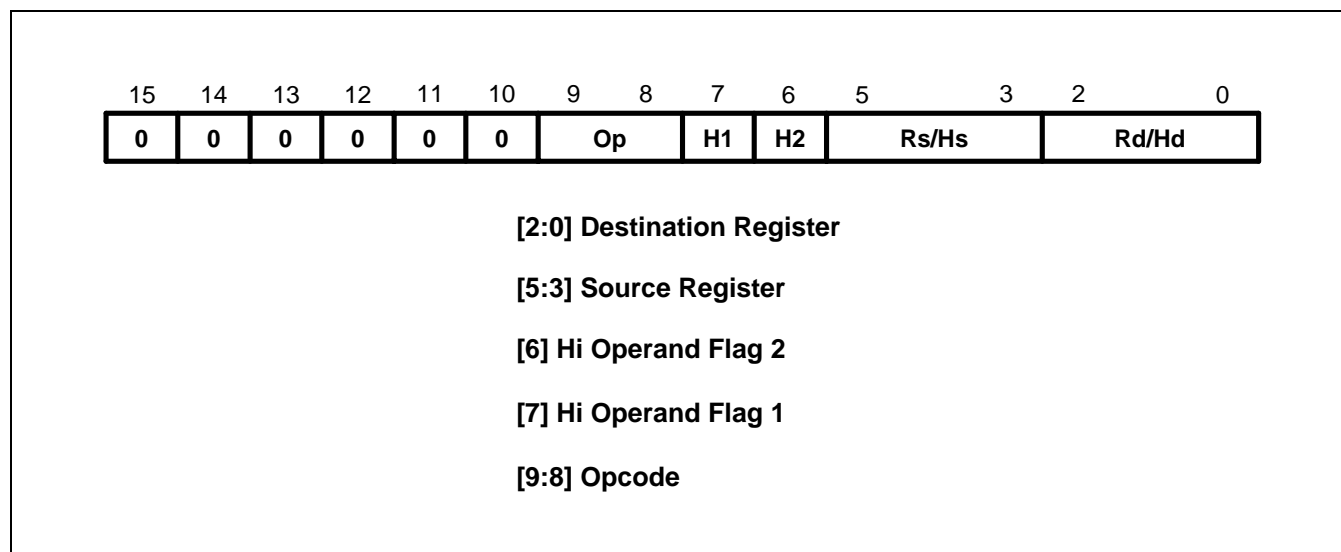 15 14 13 12 11 10 9 8 7 6 5 3 2 0
0 0 0 0 0 0 Op H1 H2 Rs/Hs Rd/Hd
[2:0] Destination Register
[5:3] Source Register
[6] Hi Operand Flag 2
[7] Hi Operand Flag 1
[9:8] Opcode